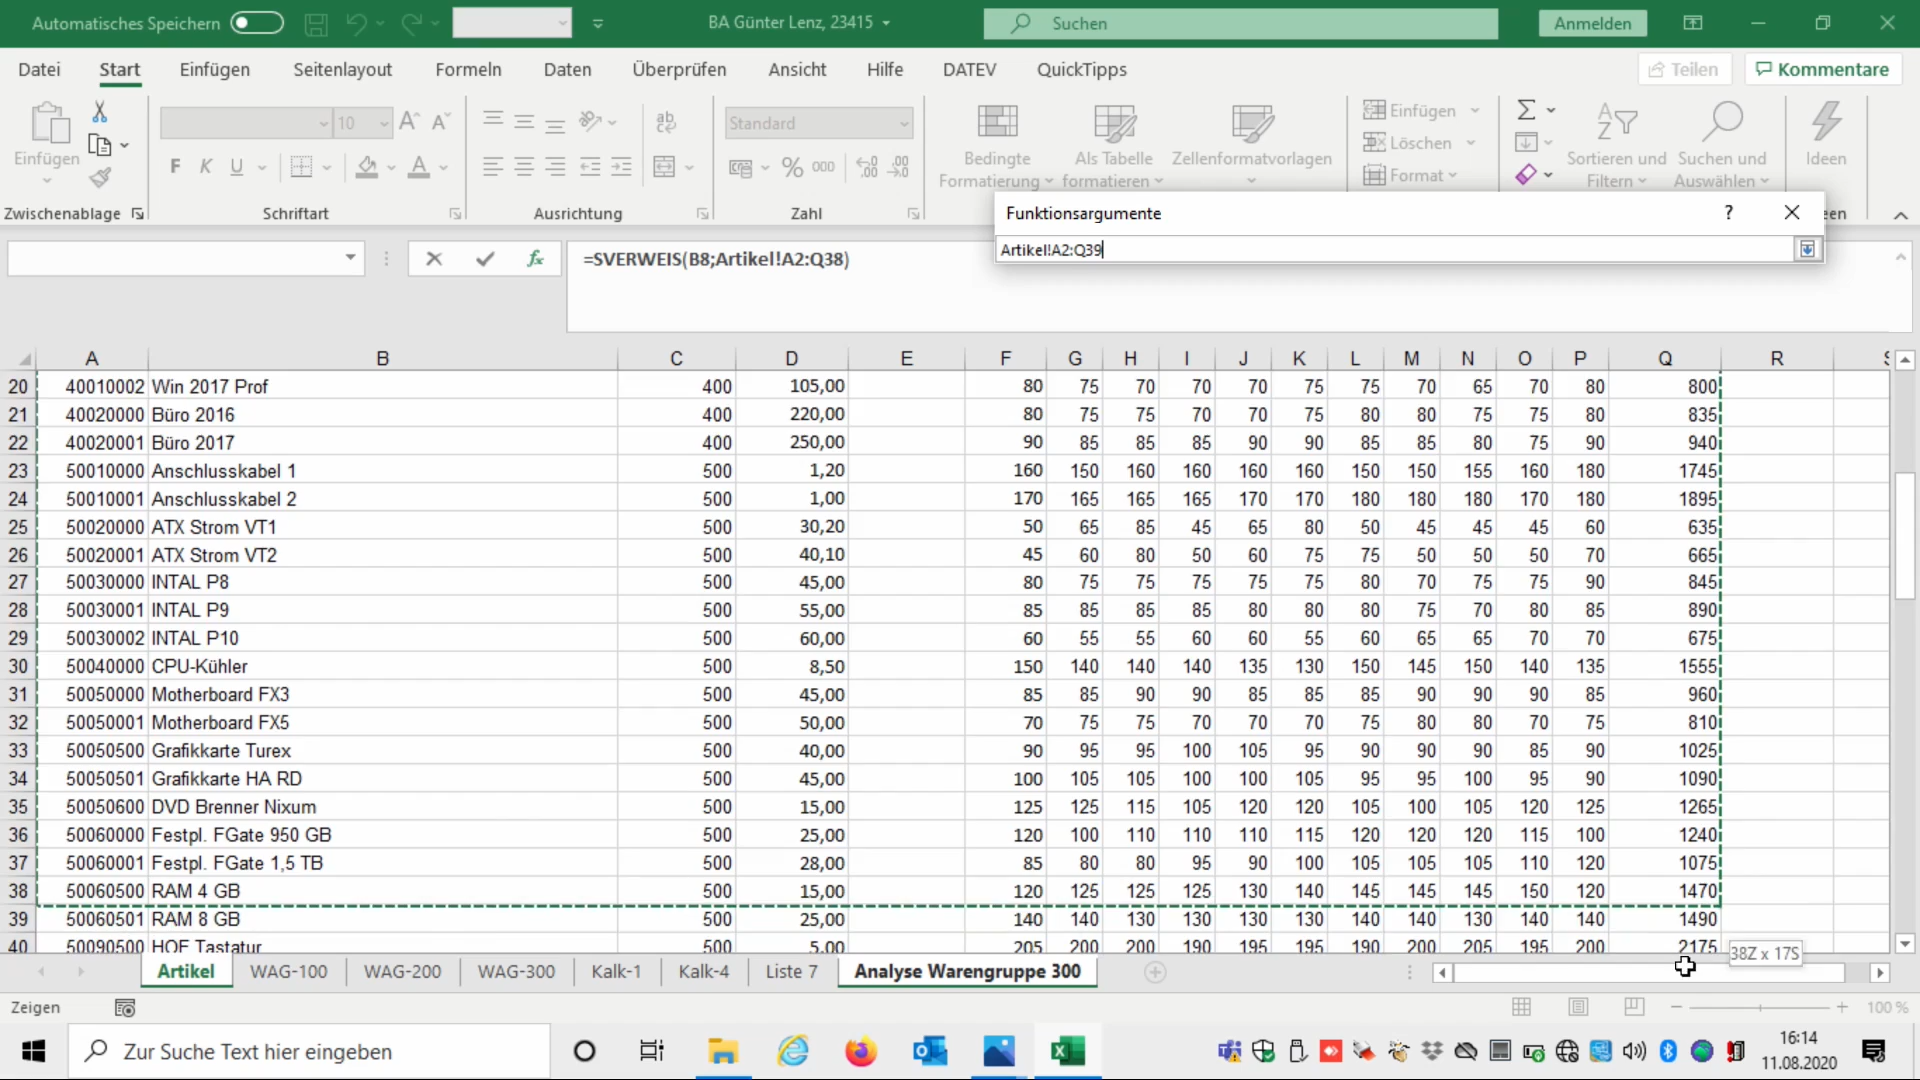 Automatisches Speichern
BA Günter Lenz, 23415
Suchen
Anmelden
Datei Start Einfügen Seitenlayout Formeln Daten Überprüfen Ansicht Hilfe DATEV QuickTipps Teilen Kommentare
10 Standard Einfügen
Einfügen F K U % 000 Bedingte Als Tabelle Zellenformatvorlagen Löschen Sortieren und Suchen und Ideen
Formatierung formatieren Format Filtern Auswählen
Zwischenablage Schriftart Ausrichtung Zahl een
Funktionsargumente ?
Artikel!A2:Q39
=SVERWEIS(B8;Artikel!A2:Q38)
A B C D E F G H I J K L M N O P Q R
20 40010002 Win 2017 Prof 400 105,00 80 75 70 70 70 75 75 70 65 70 80 800
21 40020000 Büro 2016 400 220,00 80 75 75 70 70 75 80 80 75 75 80 835
22 40020001 Büro 2017 400 250,00 90 85 85 85 90 90 85 85 80 75 90 940
23 50010000 Anschlusskabel 1 500 1,20 160 150 160 160 160 160 150 150 155 160 180 1745
24 50010001 Anschlusskabel 2 500 1,00 170 165 165 165 170 170 180 180 180 170 180 1895
25 50020000 ATX Strom VT1 500 30,20 50 65 85 45 65 80 50 45 45 45 60 635
26 50020001 ATX Strom VT2 500 40,10 45 60 80 50 60 75 75 50 50 50 70 665
27 50030000 INTAL P8 500 45,00 80 75 75 75 75 75 80 70 75 75 90 845
28 50030001 INTAL P9 500 55,00 85 85 85 85 80 80 80 75 70 80 85 890
29 50030002 INTAL P10 500 60,00 60 55 55 60 60 55 60 65 65 70 70 675
30 50040000 CPU-Kühler 500 8,50 150 140 140 140 135 130 150 145 150 140 135 1555
31 50050000 Motherboard FX3 500 45,00 85 85 90 90 85 85 85 90 90 90 85 960
32 50050001 Motherboard FX5 500 50,00 70 75 75 70 70 70 75 80 80 70 75 810
33 50050500 Grafikkarte Turex 500 40,00 90 95 95 100 105 95 90 90 90 85 90 1025
34 50050501 Grafikkarte HA RD 500 45,00 100 105 105 100 100 105 95 95 100 95 90 1090
35 50050600 DVD Brenner Nixum 500 15,00 125 125 115 105 120 120 105 100 105 120 125 1265
36 50060000 Festpl. FGate 950 GB 500 25,00 120 100 110 110 110 115 120 120 120 115 100 1240
37 50060001 Festpl. FGate 1,5 TB 500 28,00 85 80 80 95 90 100 105 105 105 110 120 1075
38 50060500 RAM 4 GB 500 15,00 120 125 125 125 130 140 145 145 145 150 120 1470
39 50060501 RAM 8 GB 500 25,00 140 140 130 130 130 130 140 140 130 140 140 1490
40 50090500 HOF Tastatur 500 5,00 205 200 200 190 195 195 190 200 205 195 200 2175
38Z x 17S
Artikel WAG-100 WAG-200 WAG-300 Kalk-1 Kalk-4 Liste 7 Analyse Warengruppe 300
Zeigen 100 %
Zur Suche Text hier eingeben
16:14
11.08.2020